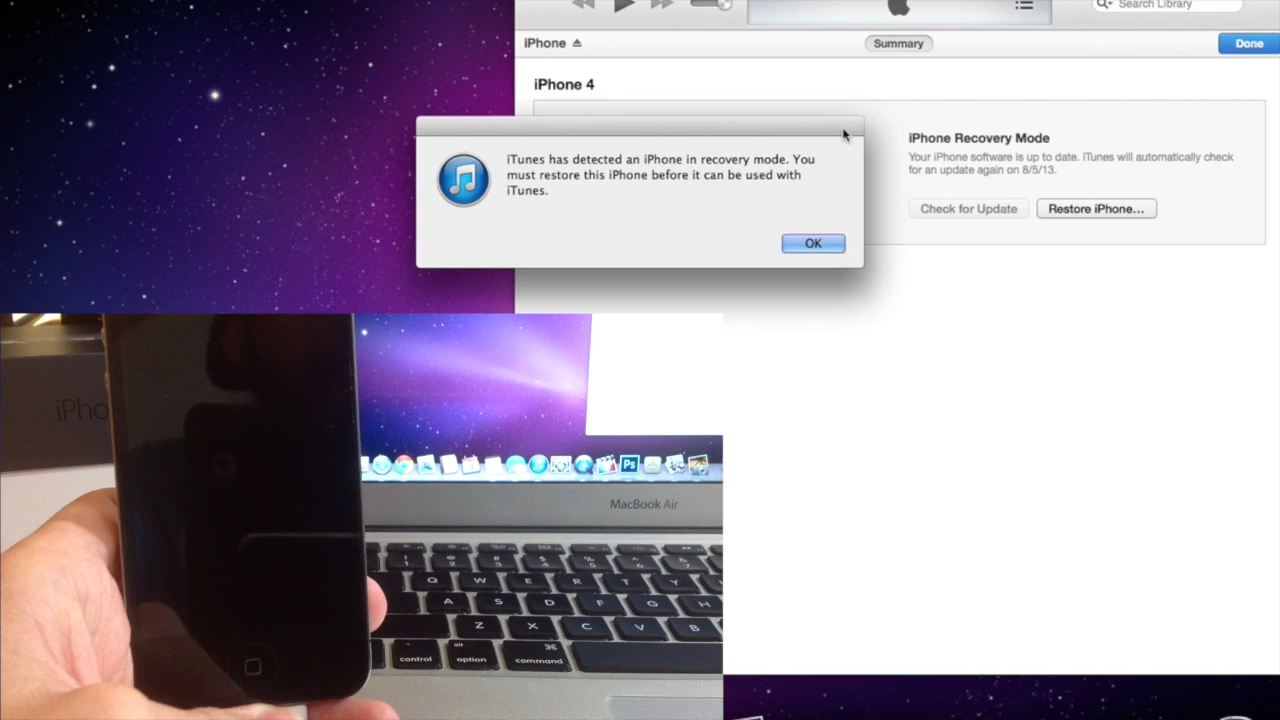 Search Library
iPhone
Summary
Done
iPhone 4
iTunes has detected an iPhone in recovery mode. You
must restore this iPhone before it can be used with
iTunes.
OK
iPhone Recovery Mode
Your iPhone software is up to date. iTunes will automatically check
for an update again on 8/5/13.
Check for Update
Restore iPhone...
iPho
Ps
MacBook Air
Q W E R T Y
A S D F G H
Z X C V B
alt ⌘
control option command